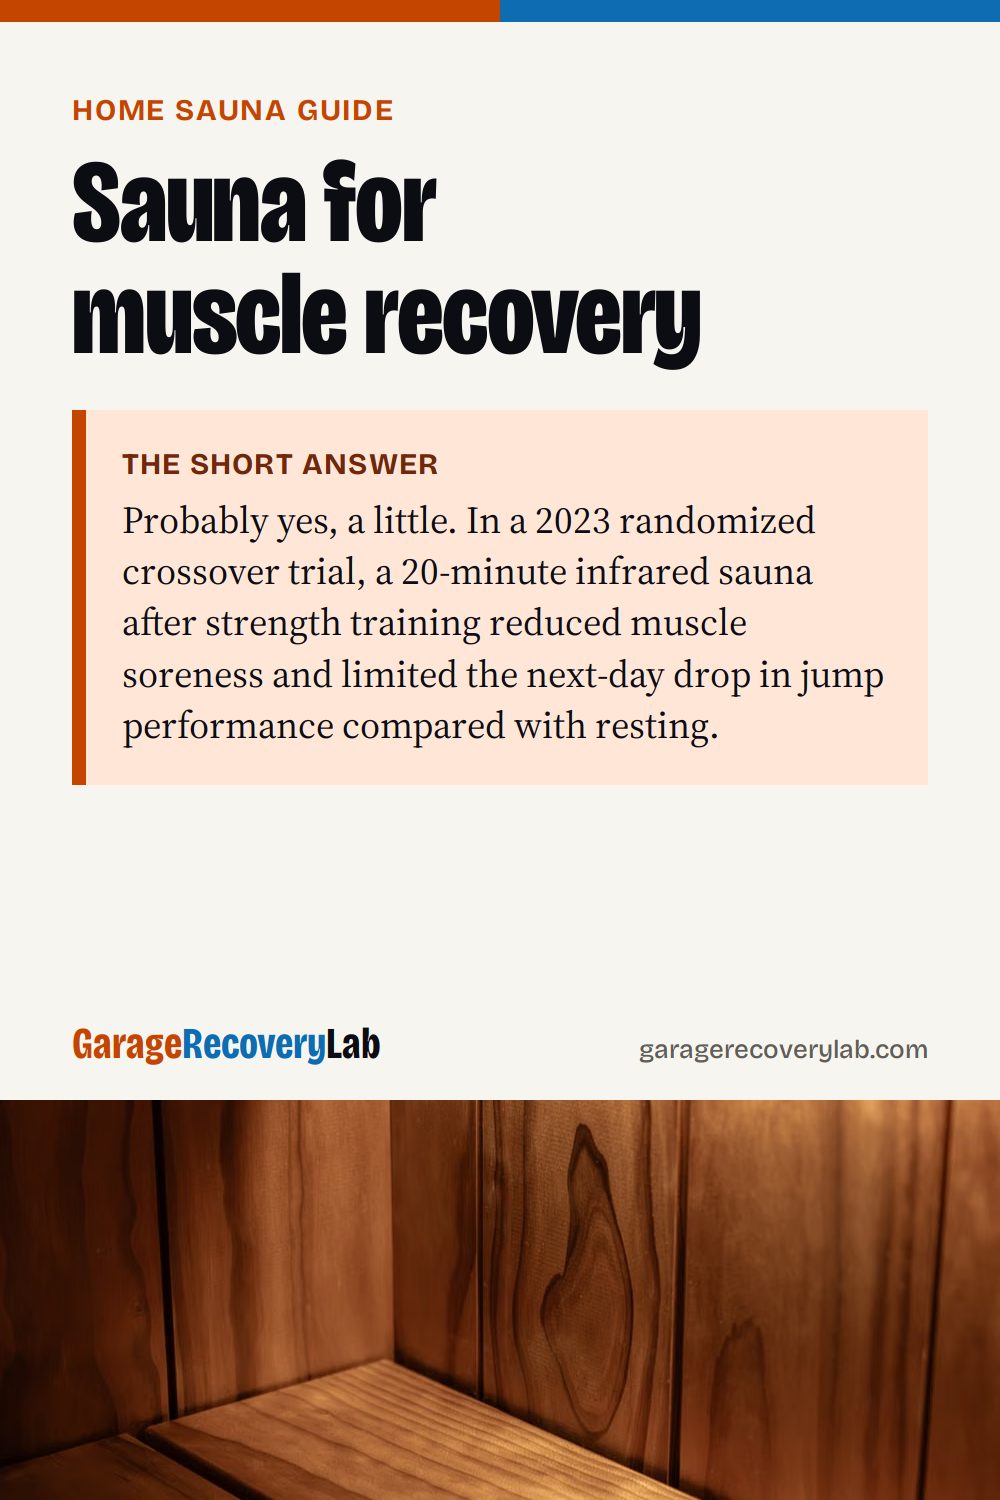 HOME SAUNA GUIDE
Sauna for
muscle recovery
THE SHORT ANSWER
Probably yes, a little. In a 2023 randomized
crossover trial, a 20-minute infrared sauna
after strength training reduced muscle
soreness and limited the next-day drop in jump
performance compared with resting.
GarageRecoveryLab
garagerecoverylab.com